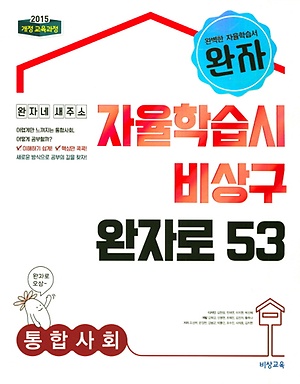 2015
개정 교육과정
완벽한 자율학습서
완자
완자네 새주소
어렵게만 느껴지는 통합사회,
어떻게 공부할까?
✓이해하기 쉽게! ✓핵심만 콕콕!
새로운 방식으로 공부의 길을 찾자!
자율학습시
비상구
완자로 53
완자로
오삼~
통합사회
비상교육